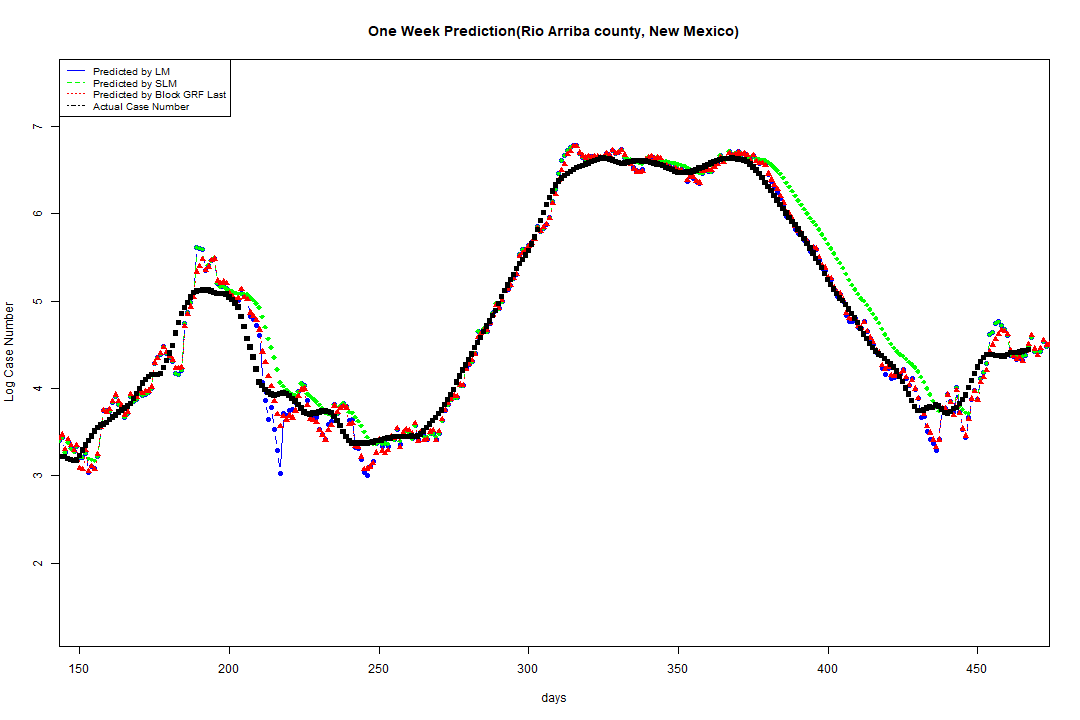 One Week Prediction(Rio Arriba county, New Mexico)
Predicted by LM
Predicted by SLM
Predicted by Block GRF Last
Actual Case Number
7
6
5
4
3
2
Log Case Number
150 200 250 300 350 400 450
days